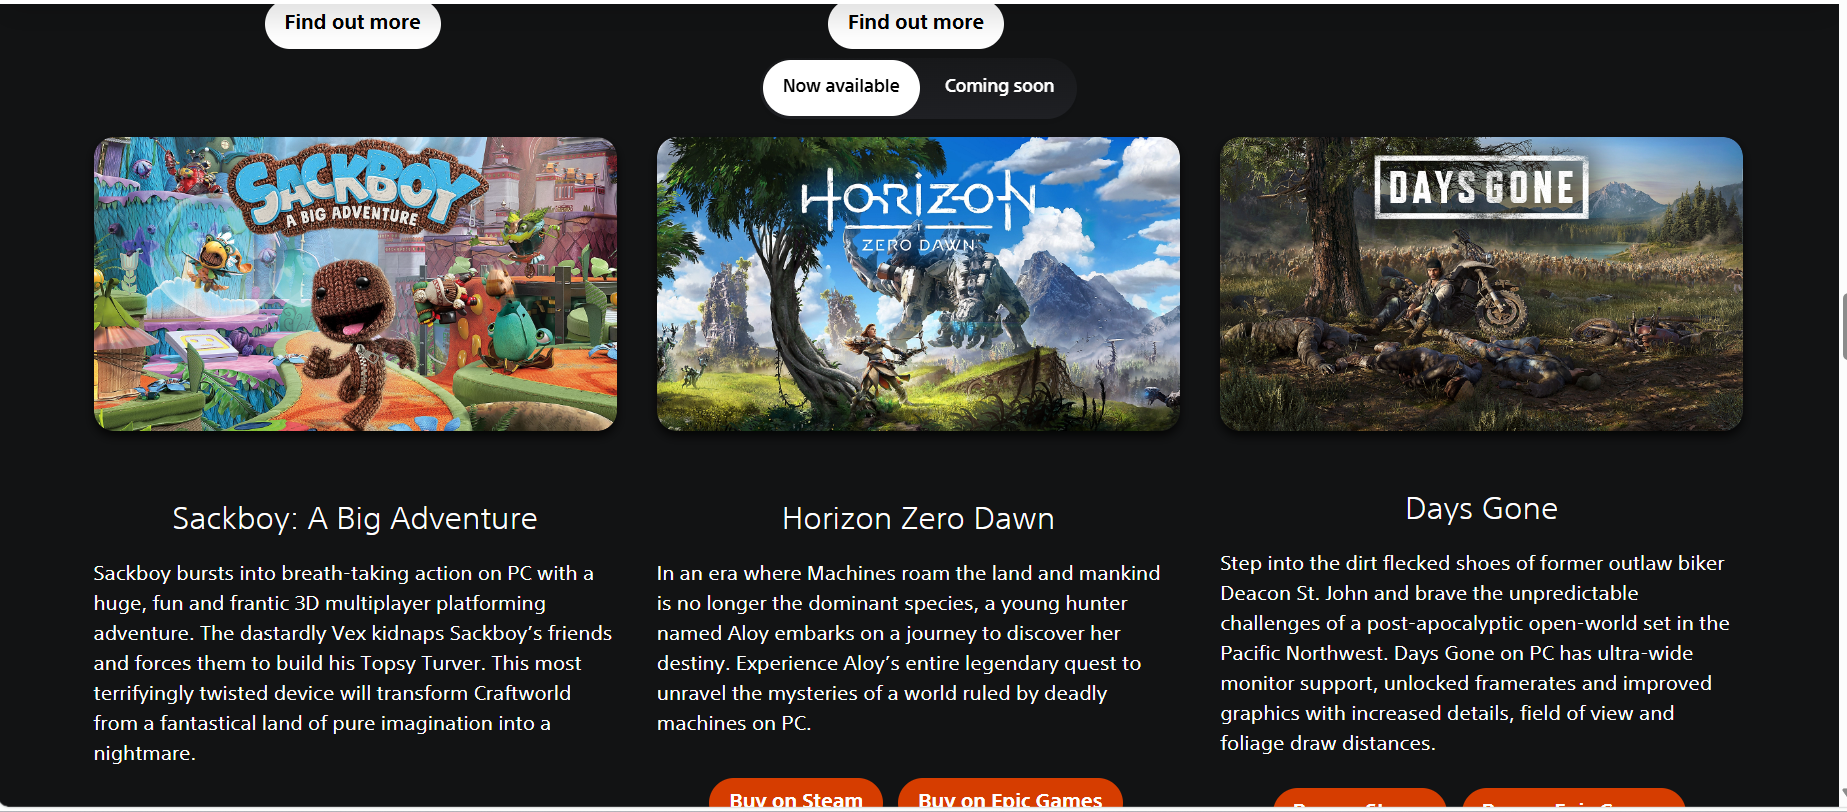 Find out more
Find out more
Now available
Coming soon
SACKBOY
A BIG ADVENTURE
HORIZON
ZERO DAWN
DAYS GONE
Sackboy: A Big Adventure
Sackboy bursts into breath-taking action on PC with a
huge, fun and frantic 3D multiplayer platforming
adventure. The dastardly Vex kidnaps Sackboy’s friends
and forces them to build his Topsy Turver. This most
terrifyingly twisted device will transform Craftworld
from a fantastical land of pure imagination into a
nightmare.
Horizon Zero Dawn
In an era where Machines roam the land and mankind
is no longer the dominant species, a young hunter
named Aloy embarks on a journey to discover her
destiny. Experience Aloy’s entire legendary quest to
unravel the mysteries of a world ruled by deadly
machines on PC.
Buy on Steam
Buy on Epic Games
Days Gone
Step into the dirt flecked shoes of former outlaw biker
Deacon St. John and brave the unpredictable
challenges of a post-apocalyptic open-world set in the
Pacific Northwest. Days Gone on PC has ultra-wide
monitor support, unlocked framerates and improved
graphics with increased details, field of view and
foliage draw distances.